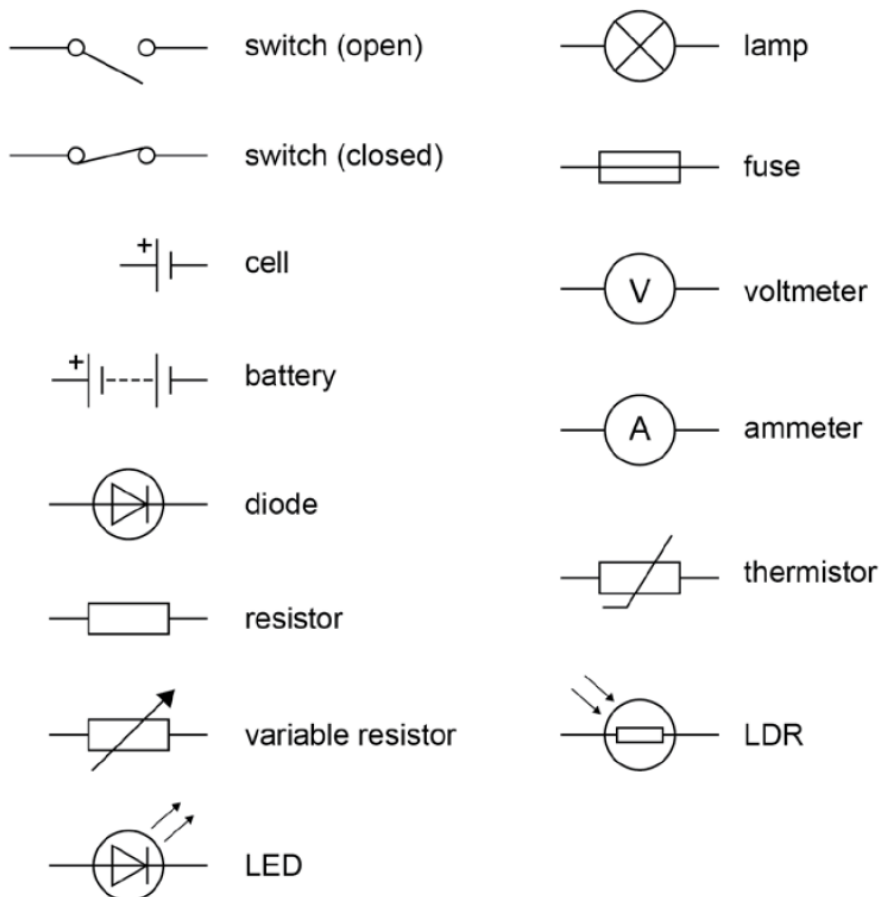 switch (open)
switch (closed)
+
cell
+
battery
diode
resistor
variable resistor
LED
lamp
fuse
V
voltmeter
A
ammeter
thermistor
LDR